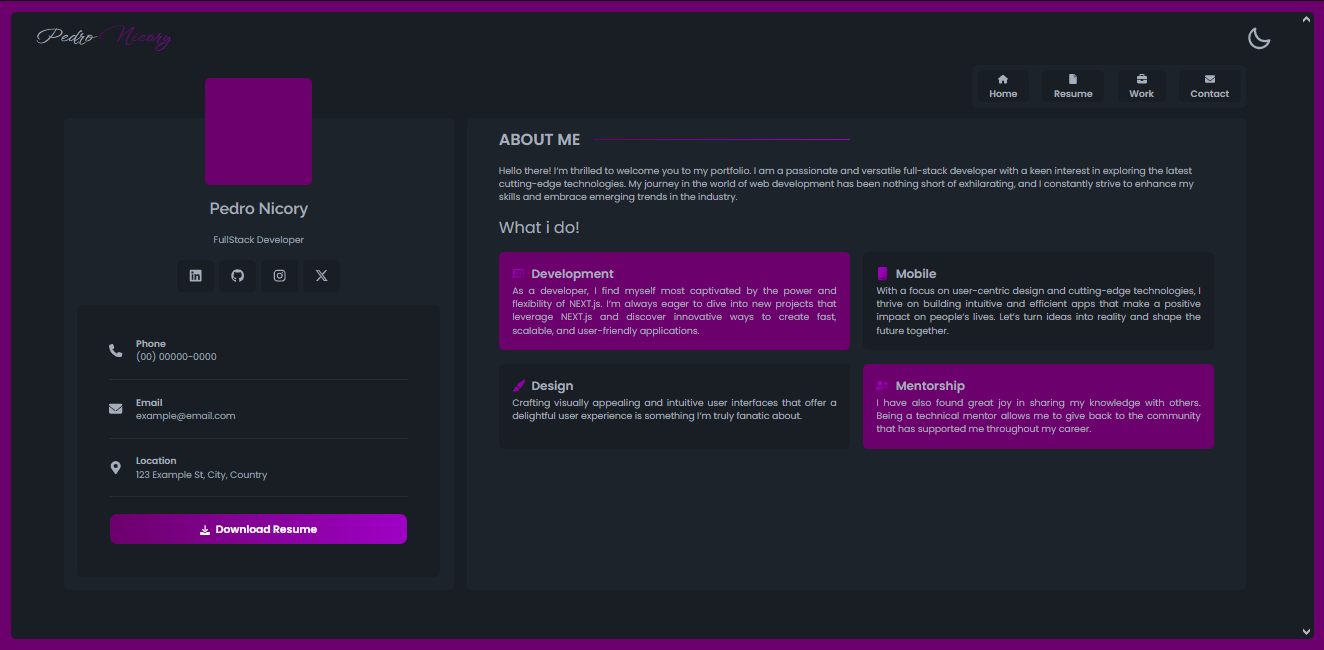 Pedro Nicory
Home
Resume
Work
Contact
Pedro Nicory
FullStack Developer
Phone
(00) 00000-0000
Email
example@email.com
Location
123 Example St, City, Country
Download Resume
ABOUT ME
Hello there! I'm thrilled to welcome you to my portfolio. I am a passionate and versatile full-stack developer with a keen interest in exploring the latest
cutting-edge technologies. My journey in the world of web development has been nothing short of exhilarating, and I constantly strive to enhance my
skills and embrace emerging trends in the industry.
What i do!
Development
As a developer, I find myself most captivated by the power and
flexibility of NEXT.js. I'm always eager to dive into new projects that
leverage NEXT.js and discover innovative ways to create fast,
scalable, and user-friendly applications.
Mobile
With a focus on user-centric design and cutting-edge technologies, I
thrive on building intuitive and efficient apps that make a positive
impact on people's lives. Let's turn ideas into reality and shape the
future together.
Design
Crafting visually appealing and intuitive user interfaces that offer a
delightful user experience is something I'm truly fanatic about.
Mentorship
I have also found great joy in sharing my knowledge with others.
Being a technical mentor allows me to give back to the community
that has supported me throughout my career.